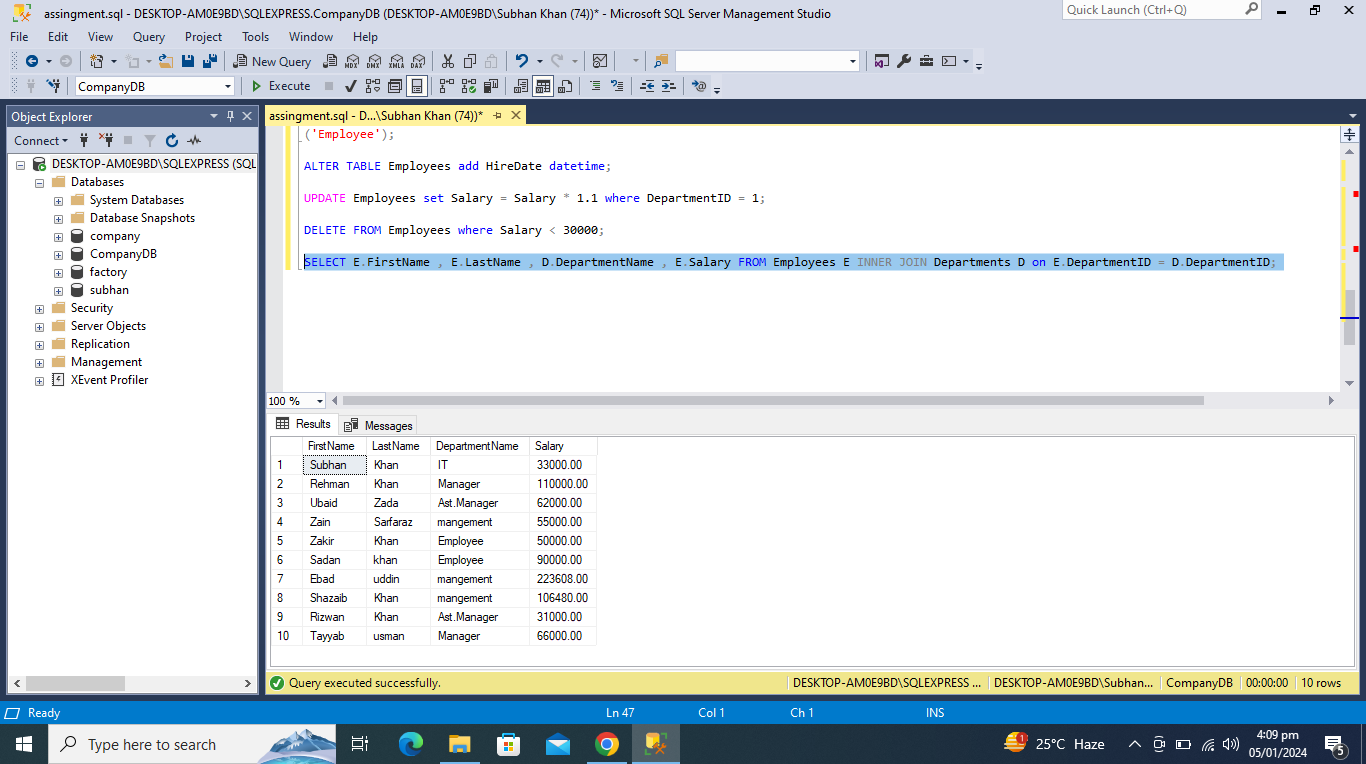 assingment.sql - DESKTOP-AM0E9BD\SQLEXPRESS.CompanyDB (DESKTOP-AM0E9BD\Subhan Khan (74))* - Microsoft SQL Server Management Studio
Quick Launch (Ctrl+Q)
File Edit View Query Project Tools Window Help
New Query MDX DMX XMLA DAX
CompanyDB Execute
Object Explorer
Connect
DESKTOP-AM0E9BD\SQLEXPRESS (SQL
Databases
System Databases
Database Snapshots
company
CompanyDB
factory
subhan
Security
Server Objects
Replication
Management
XEvent Profiler
assingment.sql - D...\Subhan Khan (74))*
('Employee');
ALTER TABLE Employees add HireDate datetime;
UPDATE Employees set Salary = Salary * 1.1 where DepartmentID = 1;
DELETE FROM Employees where Salary < 30000;
SELECT E.FirstName , E.LastName , D.DepartmentName , E.Salary FROM Employees E INNER JOIN Departments D on E.DepartmentID = D.DepartmentID;
100 %
Results Messages
FirstName LastName DepartmentName Salary
1 Subhan Khan IT 33000.00
2 Rehman Khan Manager 110000.00
3 Ubaid Zada Ast.Manager 62000.00
4 Zain Sarfaraz mangement 55000.00
5 Zakir Khan Employee 50000.00
6 Sadan khan Employee 90000.00
7 Ebad uddin mangement 223608.00
8 Shazaib Khan mangement 106480.00
9 Rizwan Khan Ast.Manager 31000.00
10 Tayyab usman Manager 66000.00
Query executed successfully. DESKTOP-AM0E9BD\SQLEXPRESS ... DESKTOP-AM0E9BD\Subhan... CompanyDB 00:00:00 10 rows
Ready Ln 47 Col 1 Ch 1 INS
Type here to search
1 25°C Haze
4:09 pm
05/01/2024
5